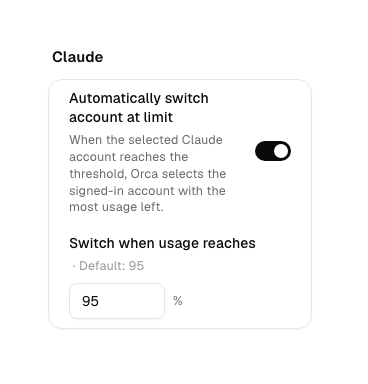 Claude
Automatically switch
account at limit
When the selected Claude
account reaches the
threshold, Orca selects the
signed-in account with the
most usage left.
Switch when usage reaches
· Default: 95
95 %